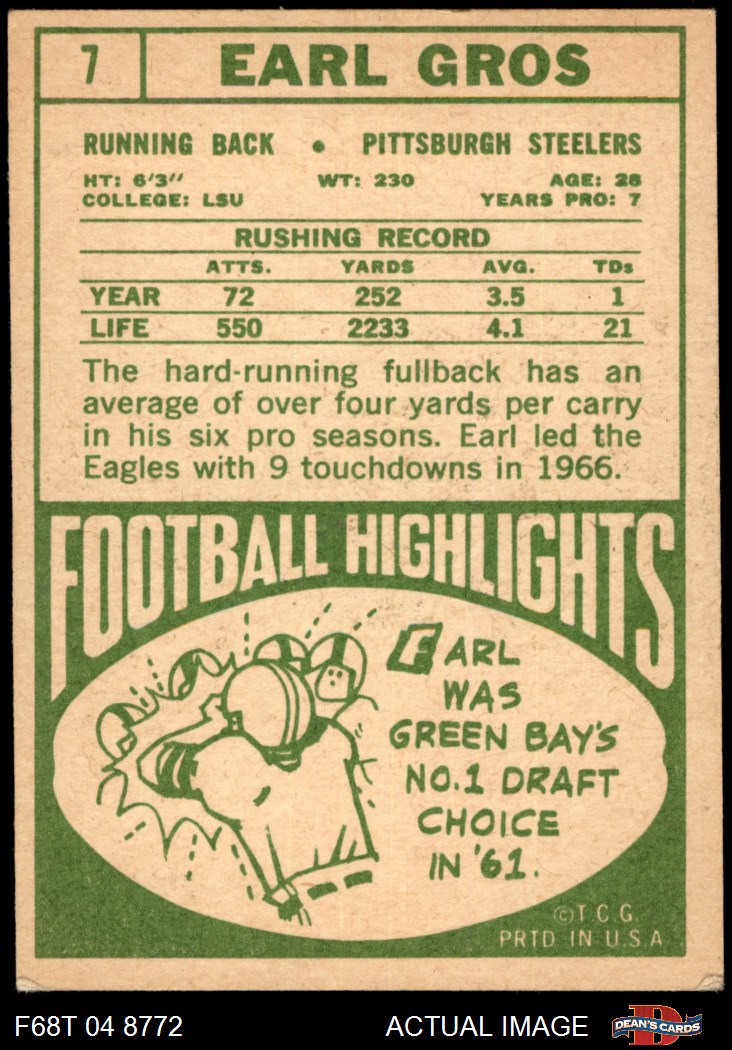 7 EARL GROS
RUNNING BACK • PITTSBURGH STEELERS
HT: 6'3" WT: 230 AGE: 28
COLLEGE: LSU YEARS PRO: 7
RUSHING RECORD
ATTS. YARDS AVG. TDs
YEAR 72 252 3.5 1
LIFE 550 2233 4.1 21
The hard-running fullback has an
average of over four yards per carry
in his six pro seasons. Earl led the
Eagles with 9 touchdowns in 1966.
FOOTBALL HIGHLIGHTS
EARL
WAS
GREEN BAY'S
NO.1 DRAFT
CHOICE
IN '61.
©T.C.G.
PRTD IN U.S.A
F68T 04 8772 ACTUAL IMAGE D DEAN'S CARDS